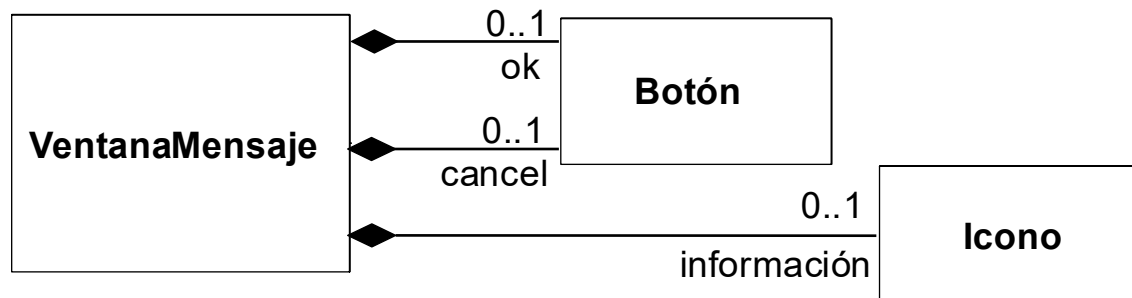 VentanaMensaje
0..1
ok
0..1
cancel
Botón
0..1
información
Icono